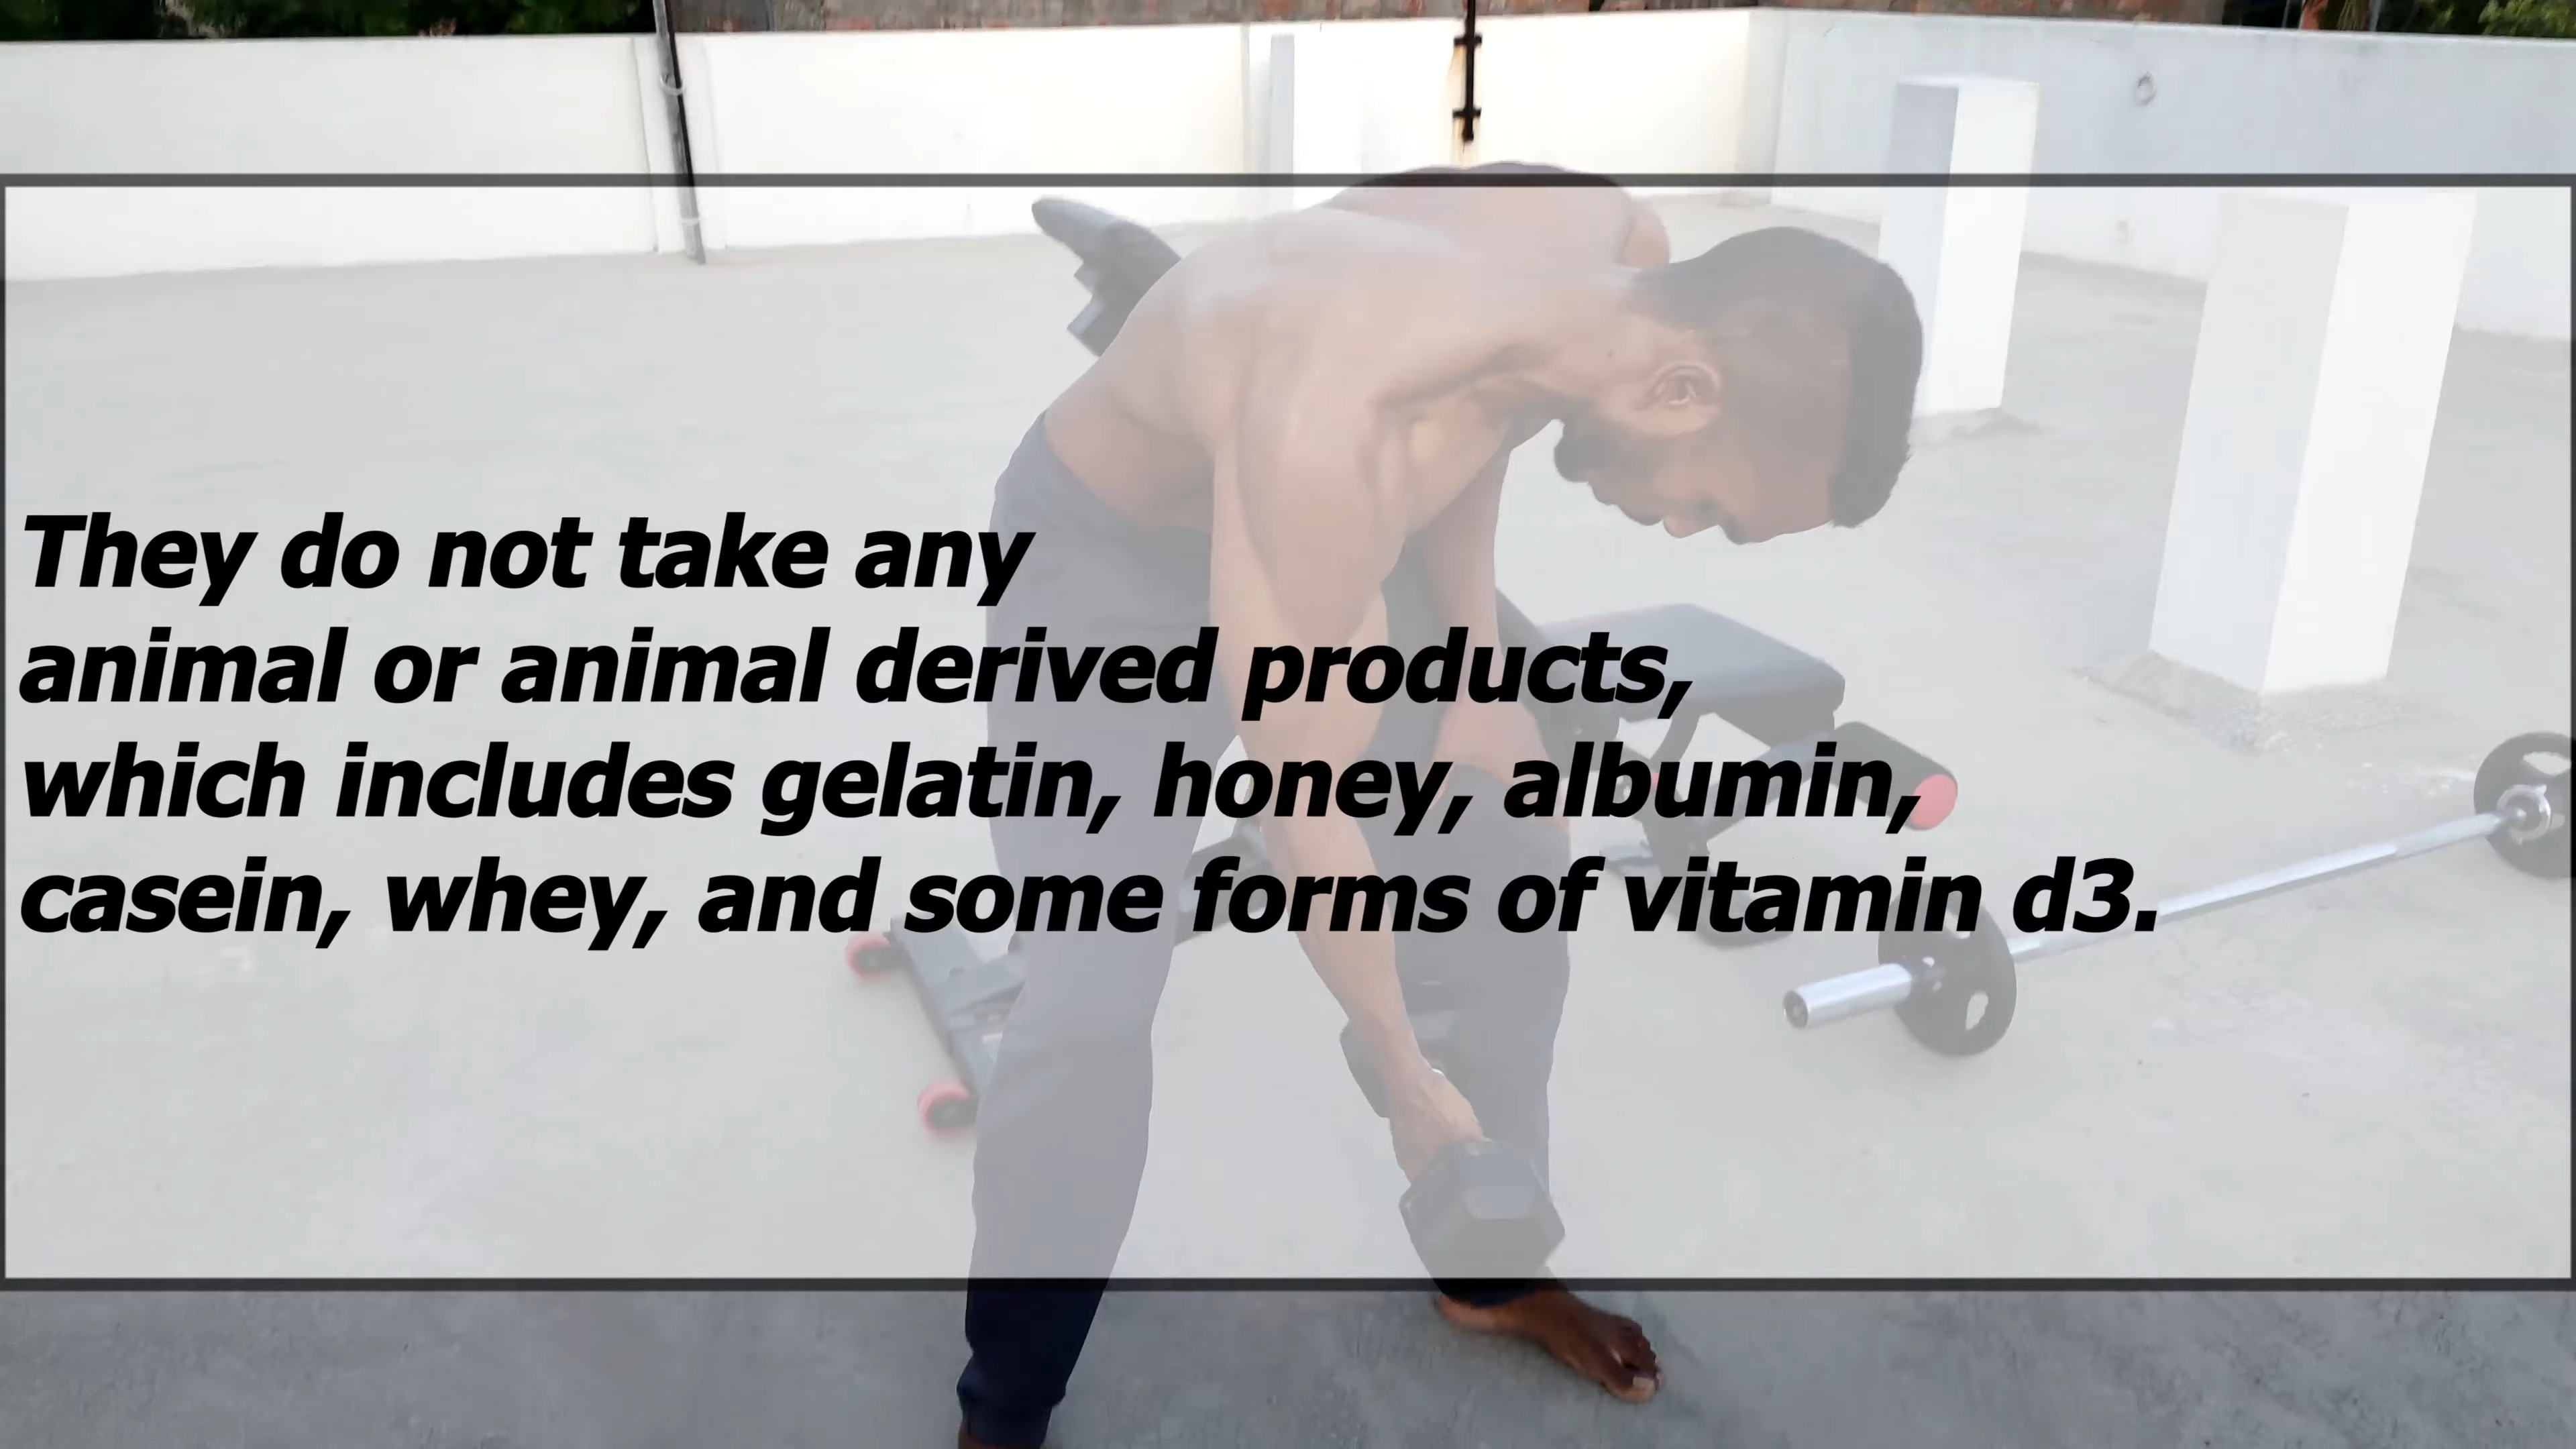 They do not take any
animal or animal derived products,
which includes gelatin, honey, albumin,
casein, whey, and some forms of vitamin d3.